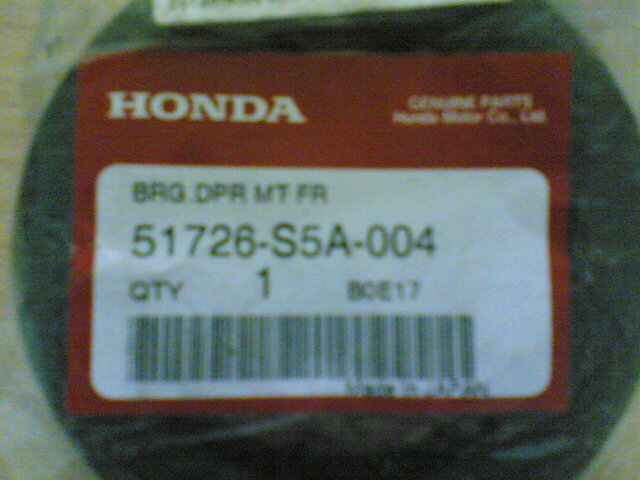 HONDA
GENUINE PARTS
Honda Motor Co., Ltd.
BRG.DPR MT FR
51726-S5A-004
QTY 1 B0E17
Made in JAPAN